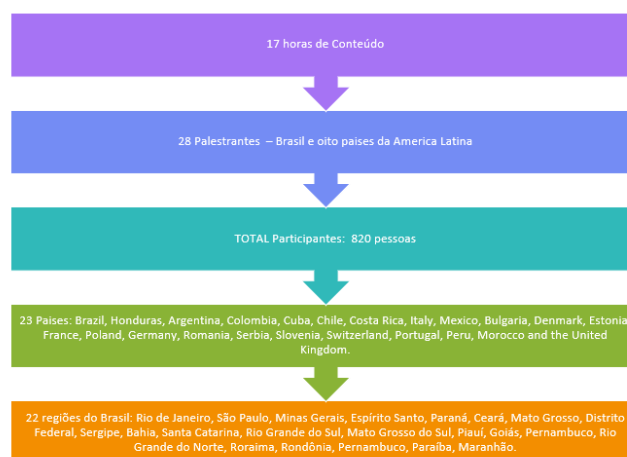 17 horas de Conteúdo
28 Palestrantes – Brasil e oito paises da America Latina
TOTAL Participantes: 820 pessoas
23 Paises: Brazil, Honduras, Argentina, Colombia, Cuba, Chile, Costa Rica, Italy, Mexico, Bulgaria, Denmark, Estonia
France, Poland, Germany, Romania, Serbia, Slovenia, Switzerland, Portugal, Peru, Morocco and the United
Kingdom.
22 regiões do Brasil: Rio de Janeiro, São Paulo, Minas Gerais, Espírito Santo, Paraná, Ceará, Mato Grosso, Distrito
Federal, Sergipe, Bahia, Santa Catarina, Rio Grande do Sul, Mato Grosso do Sul, Piauí, Goiás, Pernambuco, Rio
Grande do Norte, Roraima, Rondônia, Pernambuco, Paraíba, Maranhão.